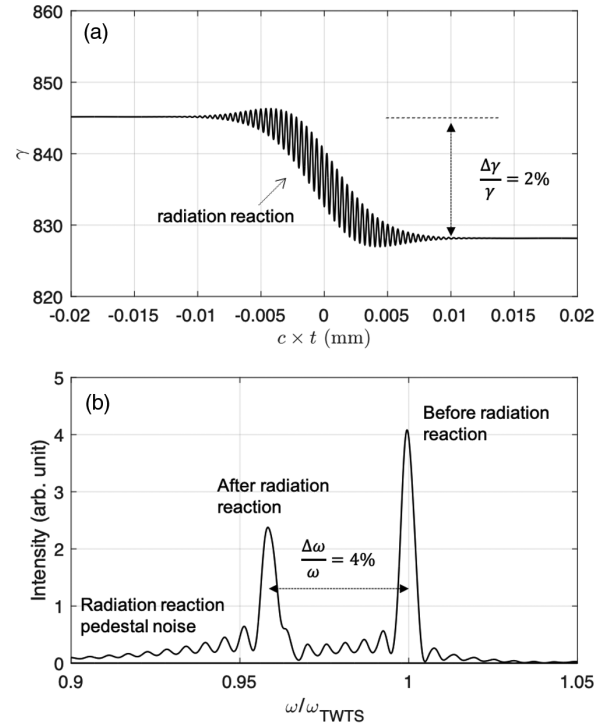 (a)
860
850
840
830
820
γ
radiation reaction
Δγ/γ = 2%
-0.02 -0.015 -0.01 -0.005 0 0.005 0.01 0.015 0.02
c × t (mm)
(b)
5
4
3
2
1
0
Intensity (arb. unit)
Before radiation
reaction
After radiation
reaction
Δω/ω = 4%
Radiation reaction
pedestal noise
0.9 0.95 1 1.05
ω/ω_TWTS